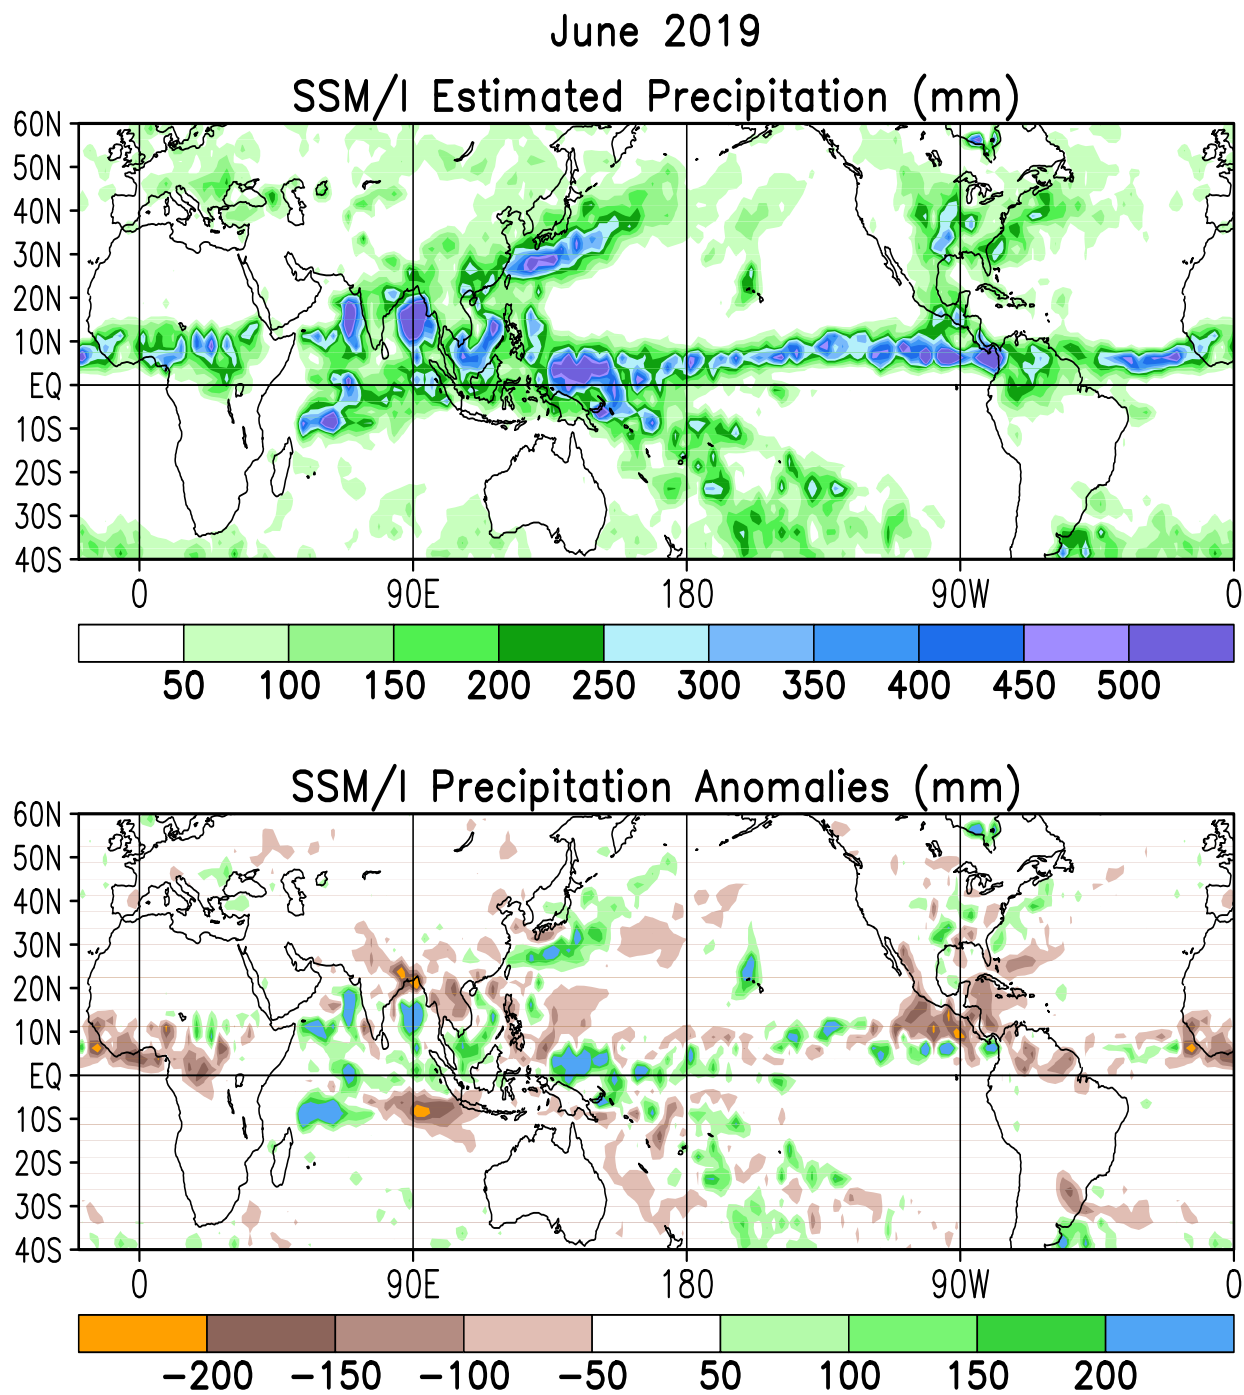 June 2019
SSM/I Estimated Precipitation (mm)
60N
50N
40N
30N
20N
10N
EQ
10S
20S
30S
40S
0 90E 180 90W 0
50 100 150 200 250 300 350 400 450 500
SSM/I Precipitation Anomalies (mm)
60N
50N
40N
30N
20N
10N
EQ
10S
20S
30S
40S
0 90E 180 90W 0
-200 -150 -100 -50 50 100 150 200